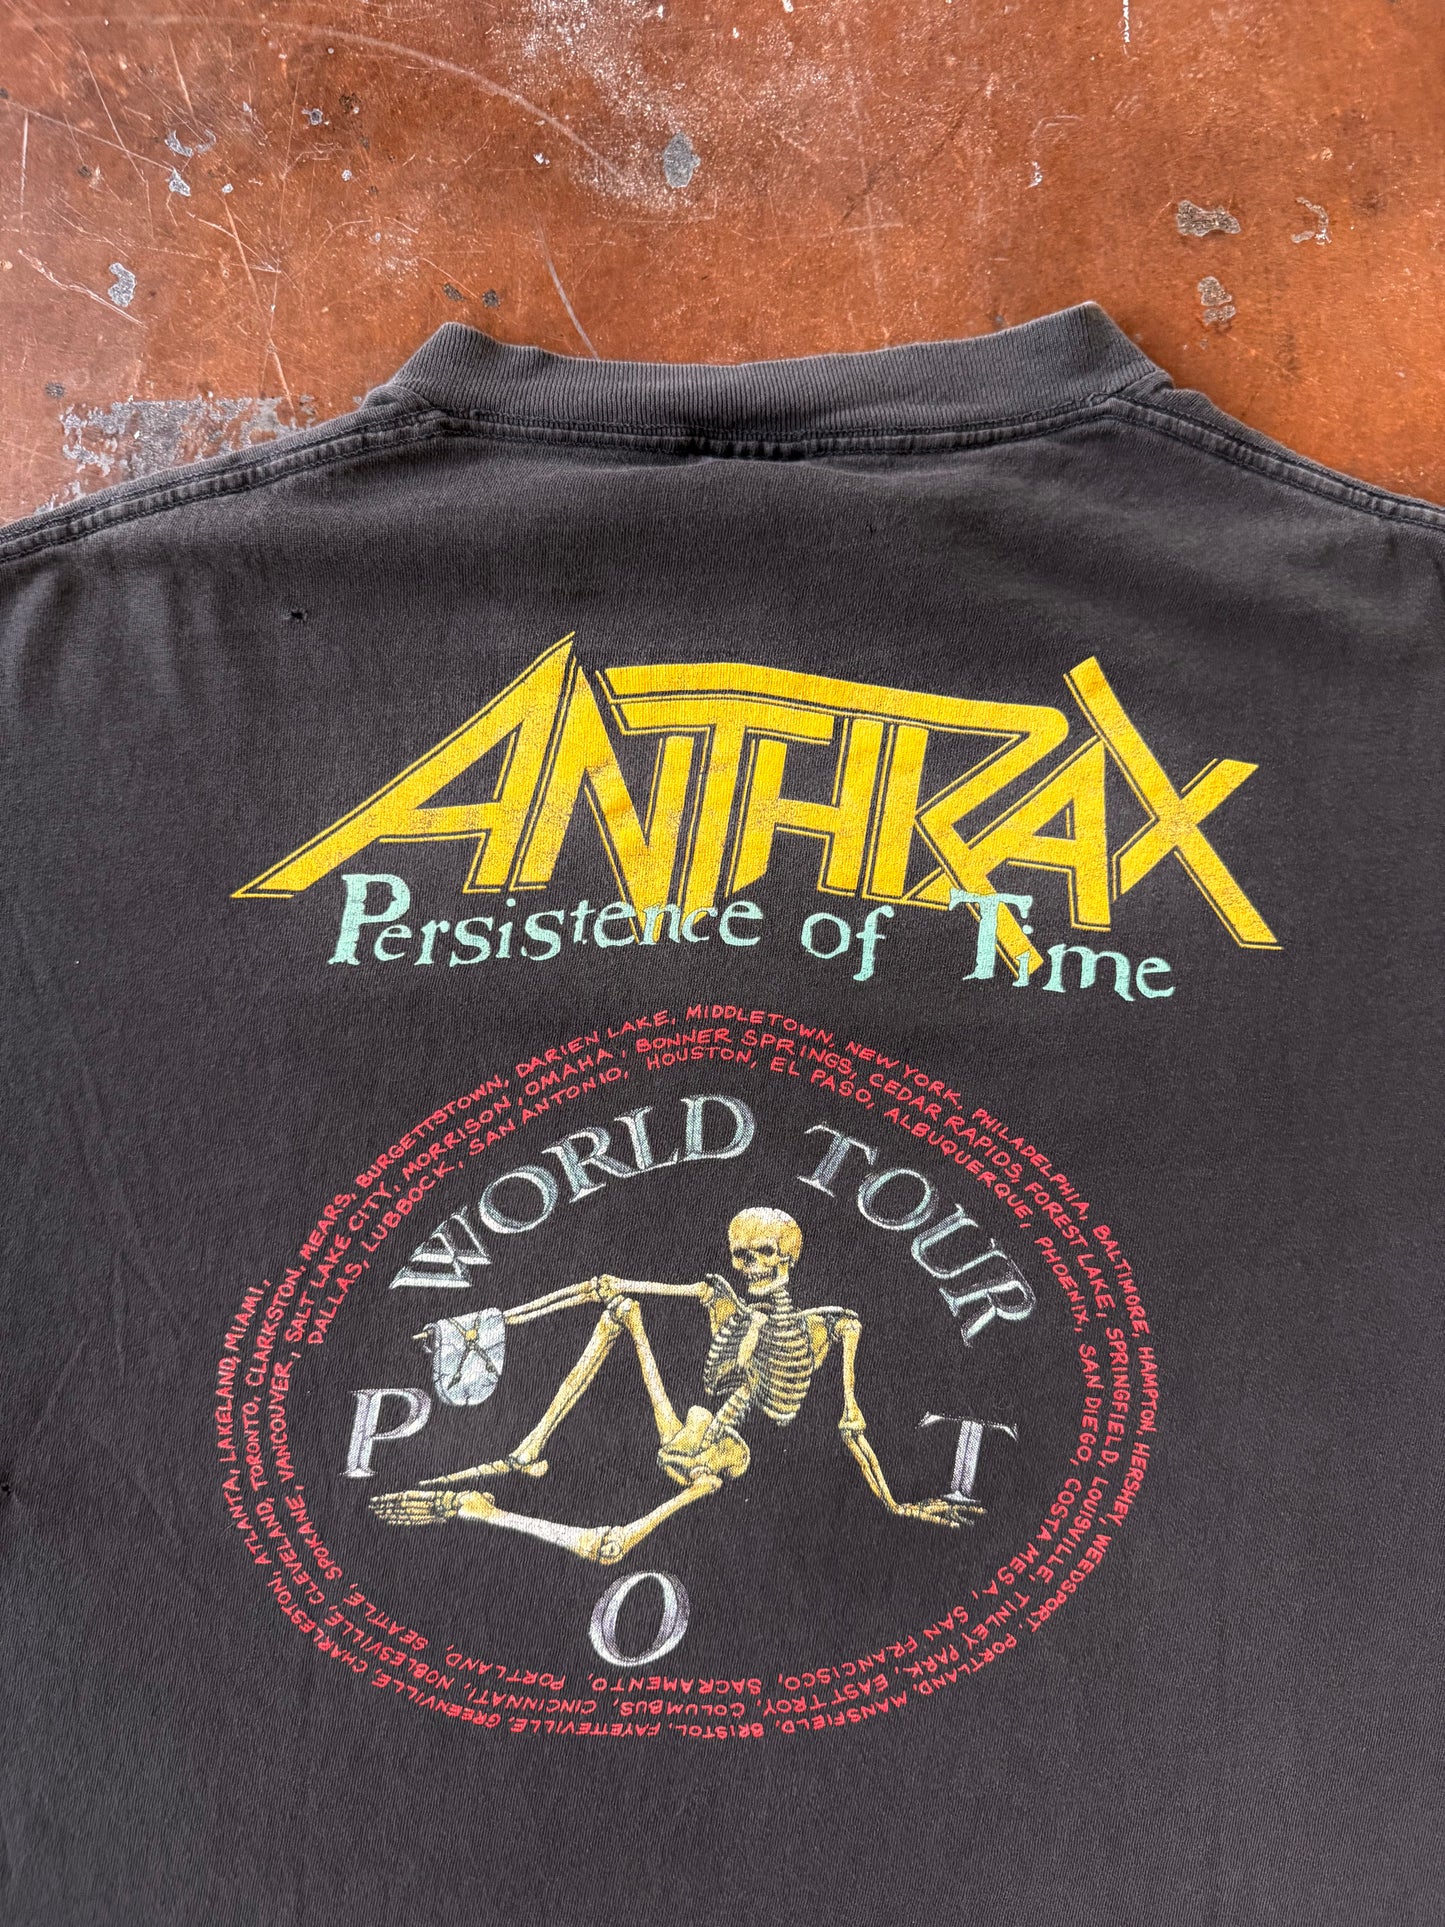 ANTHRAX
Persistence of Time
DALLAS, LUBBOCK, SAN ANTONIO, HOUSTON, EL PASO, ALBUQUERQUE, PHOENIX, SAN DIEGO, COSTA MESA, SAN FRANCISCO, SACRAMENTO, PORTLAND, SEATTLE, SPOKANE, VANCOUVER, SALT LAKE CITY, MORRISON, OMAHA, BONNER SPRINGS, CEDAR RAPIDS, FOREST LAKE, SPRINGFIELD, LOUISVILLE, TINLEY PARK, EAST TROY, COLUMBUS, CINCINNATI, NOBLESVILLE, CLEVELAND, TORONTO, CLARKSTON, MEARS, BURGETTSTOWN, DARIEN LAKE, MIDDLETOWN, NEW YORK, PHILADELPHIA, BALTIMORE, HAMPTON, HERSHEY, WEEDSPORT, PORTLAND, MANSFIELD, BRISTOL, FAYETTEVILLE, GREENVILLE, CHARLESTON, ATLANTA, LAKELAND, MIAMI,
WORLD TOUR
P
O
T